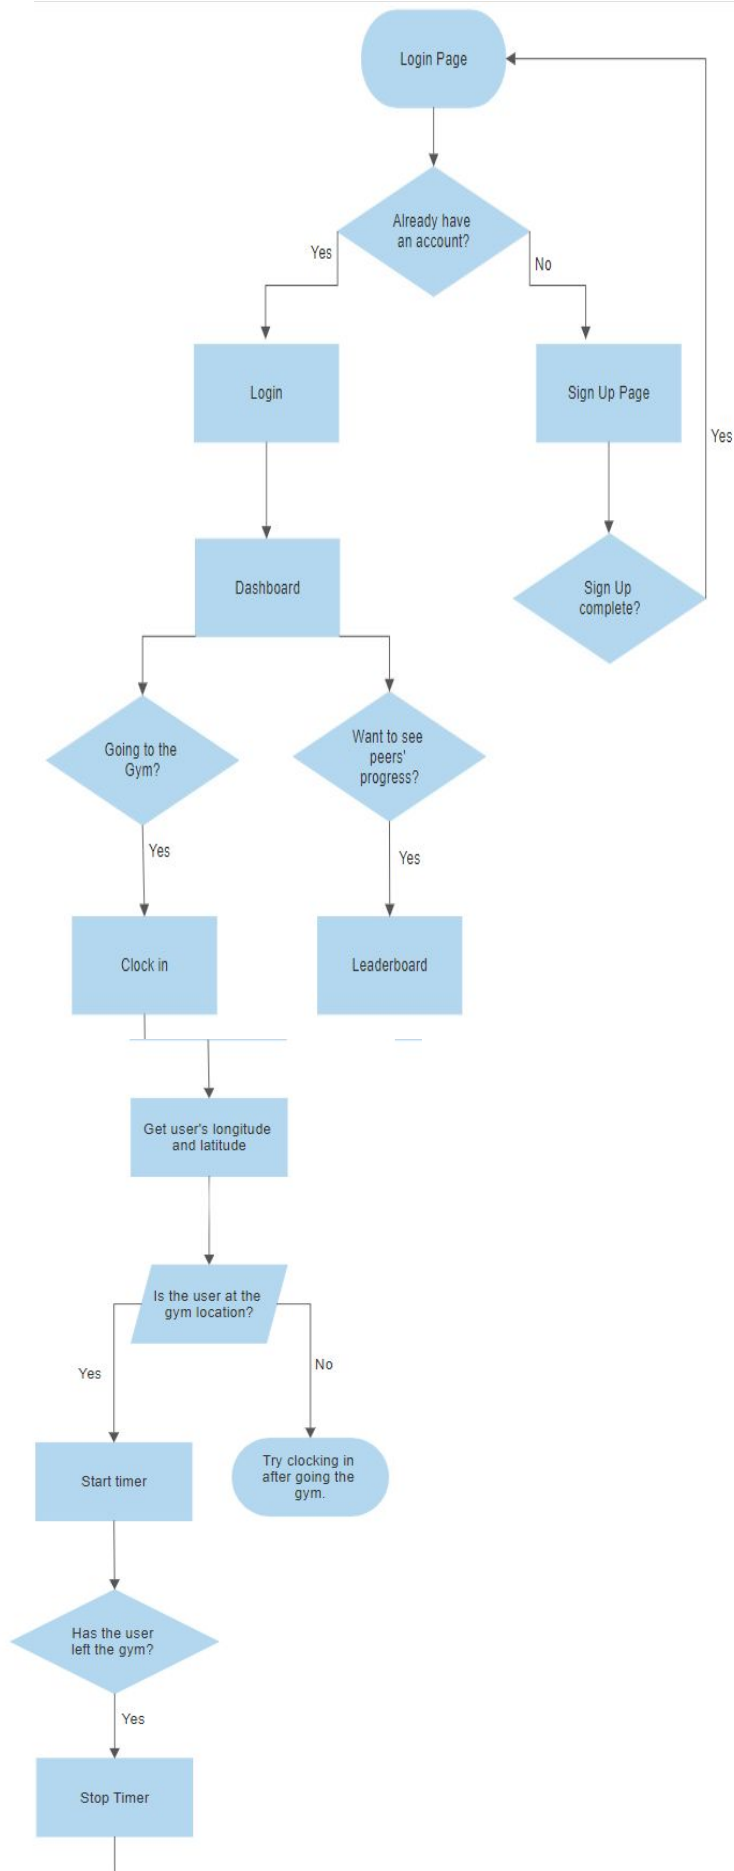 Login Page
Already have
an account?
Yes
No
Login
Sign Up Page
Yes
Dashboard
Sign Up
complete?
Going to the
Gym?
Want to see
peers'
progress?
Yes
Yes
Clock in
Leaderboard
Get user's longitude
and latitude
Is the user at the
gym location?
Yes
No
Start timer
Try clocking in
after going the
gym.
Has the user
left the gym?
Yes
Stop Timer